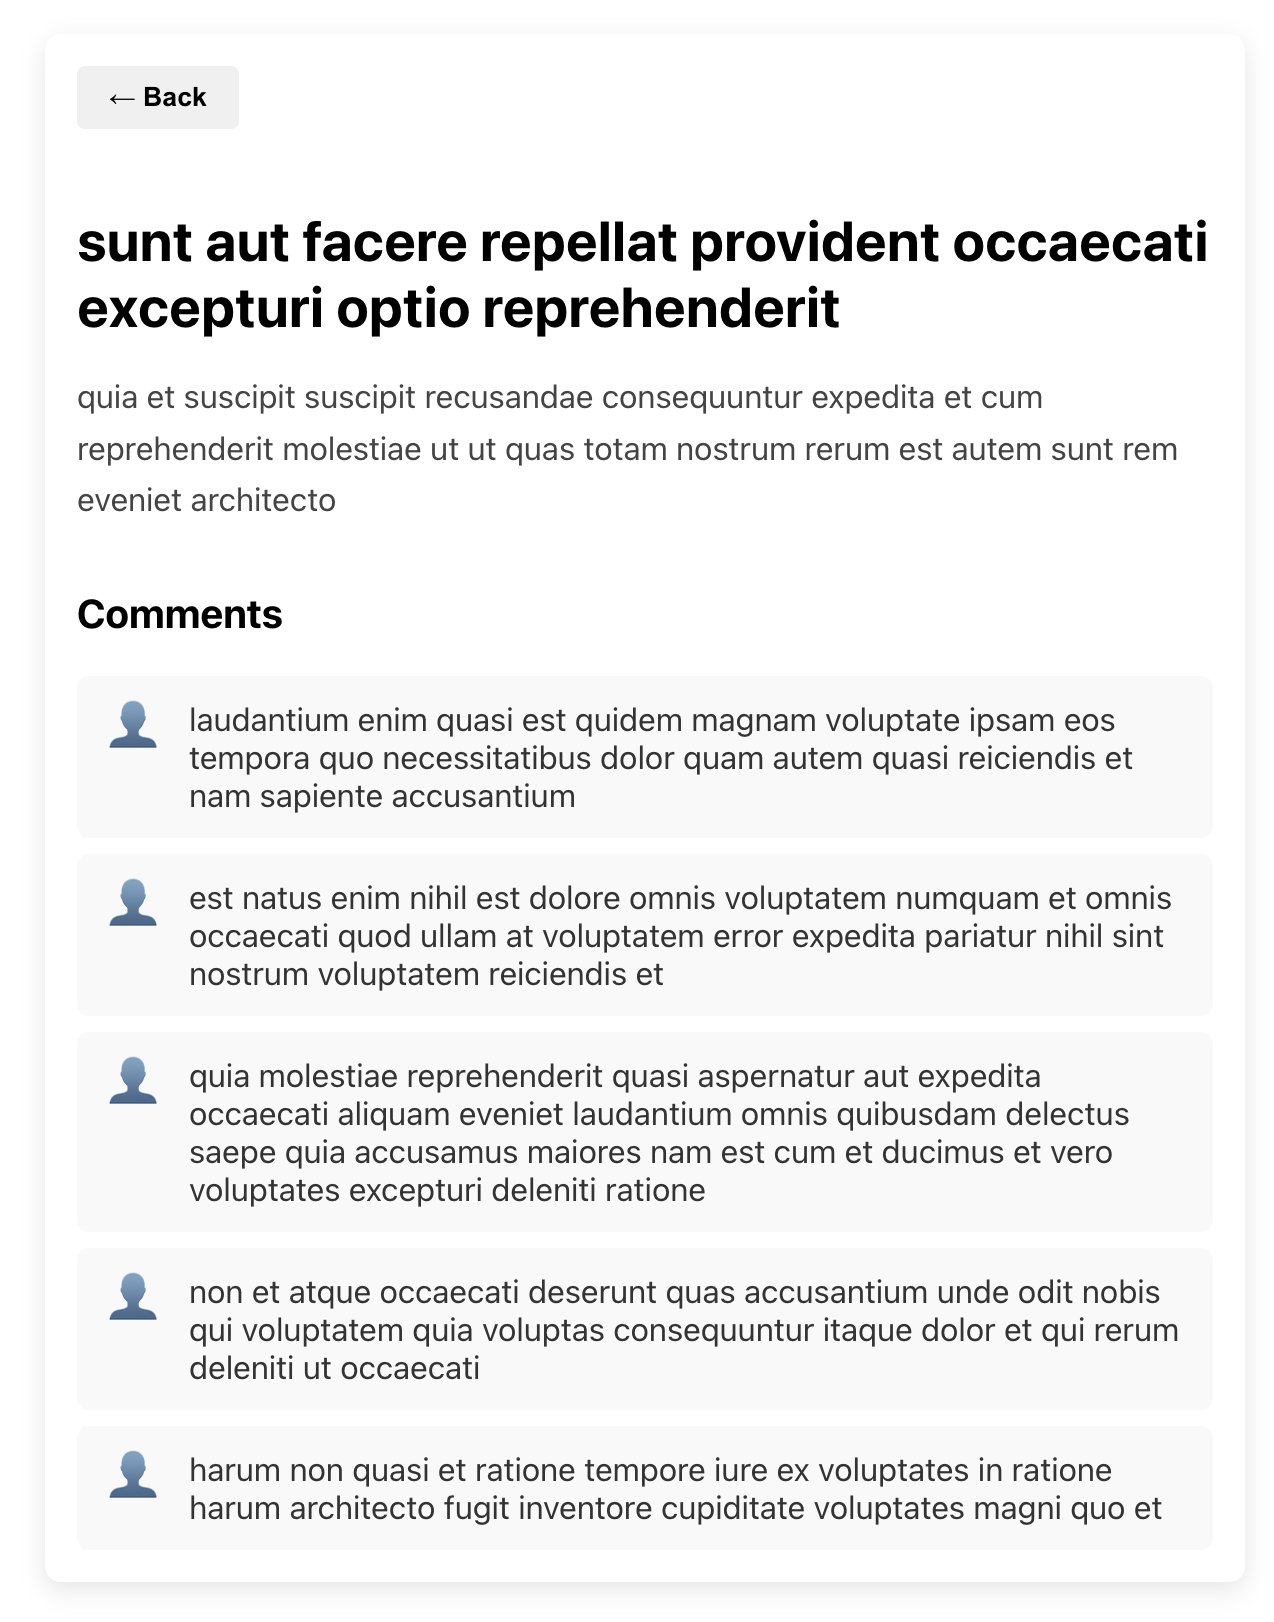 ← Back
sunt aut facere repellat provident occaecati
excepturi optio reprehenderit
quia et suscipit suscipit recusandae consequuntur expedita et cum
reprehenderit molestiae ut ut quas totam nostrum rerum est autem sunt rem
eveniet architecto
Comments
laudantium enim quasi est quidem magnam voluptate ipsam eos
tempora quo necessitatibus dolor quam autem quasi reiciendis et
nam sapiente accusantium
est natus enim nihil est dolore omnis voluptatem numquam et omnis
occaecati quod ullam at voluptatem error expedita pariatur nihil sint
nostrum voluptatem reiciendis et
quia molestiae reprehenderit quasi aspernatur aut expedita
occaecati aliquam eveniet laudantium omnis quibusdam delectus
saepe quia accusamus maiores nam est cum et ducimus et vero
voluptates excepturi deleniti ratione
non et atque occaecati deserunt quas accusantium unde odit nobis
qui voluptatem quia voluptas consequuntur itaque dolor et qui rerum
deleniti ut occaecati
harum non quasi et ratione tempore iure ex voluptates in ratione
harum architecto fugit inventore cupiditate voluptates magni quo et